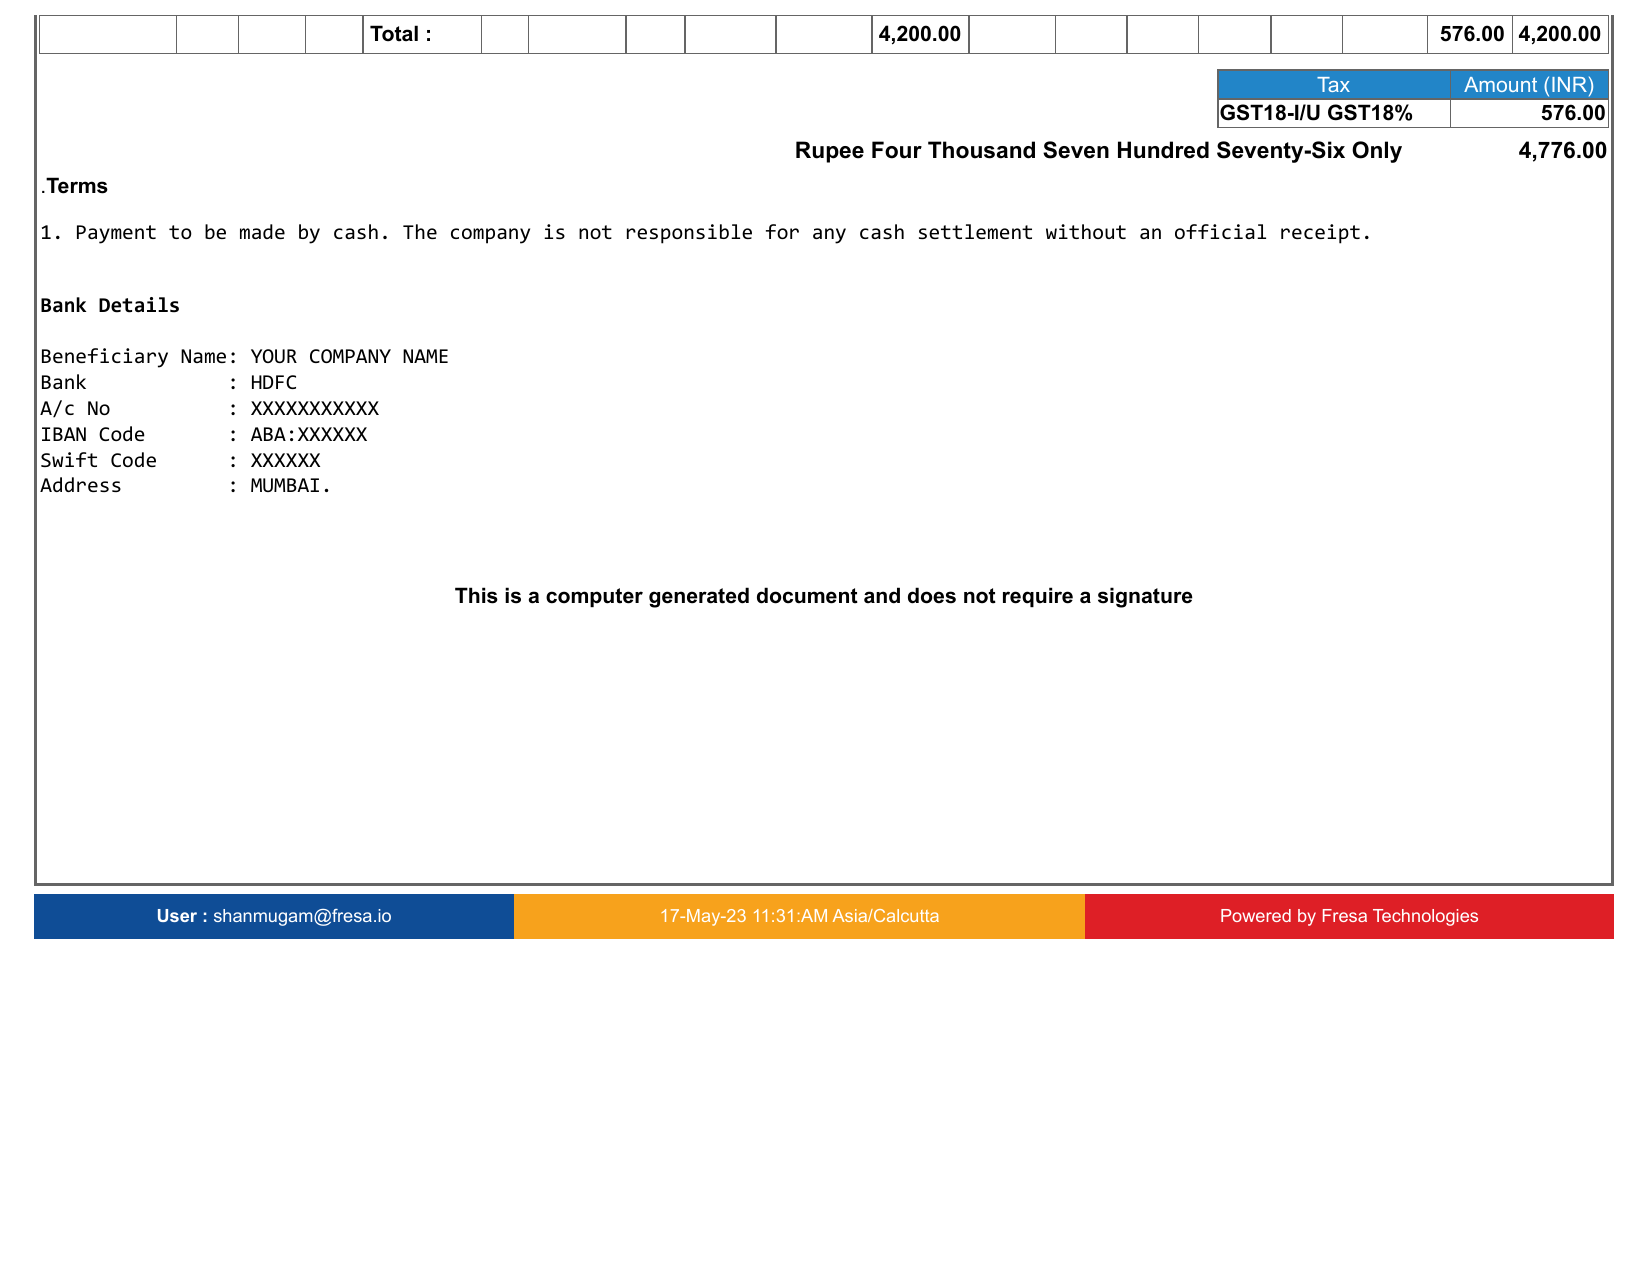 Total : 4,200.00 576.00 4,200.00
Tax Amount (INR)
GST18-I/U GST18% 576.00
Rupee Four Thousand Seven Hundred Seventy-Six Only 4,776.00
.Terms
1. Payment to be made by cash. The company is not responsible for any cash settlement without an official receipt.
Bank Details
Beneficiary Name: YOUR COMPANY NAME
Bank : HDFC
A/c No : XXXXXXXXXXX
IBAN Code : ABA:XXXXXX
Swift Code : XXXXXX
Address : MUMBAI.
This is a computer generated document and does not require a signature
User : shanmugam@fresa.io 17-May-23 11:31:AM Asia/Calcutta Powered by Fresa Technologies